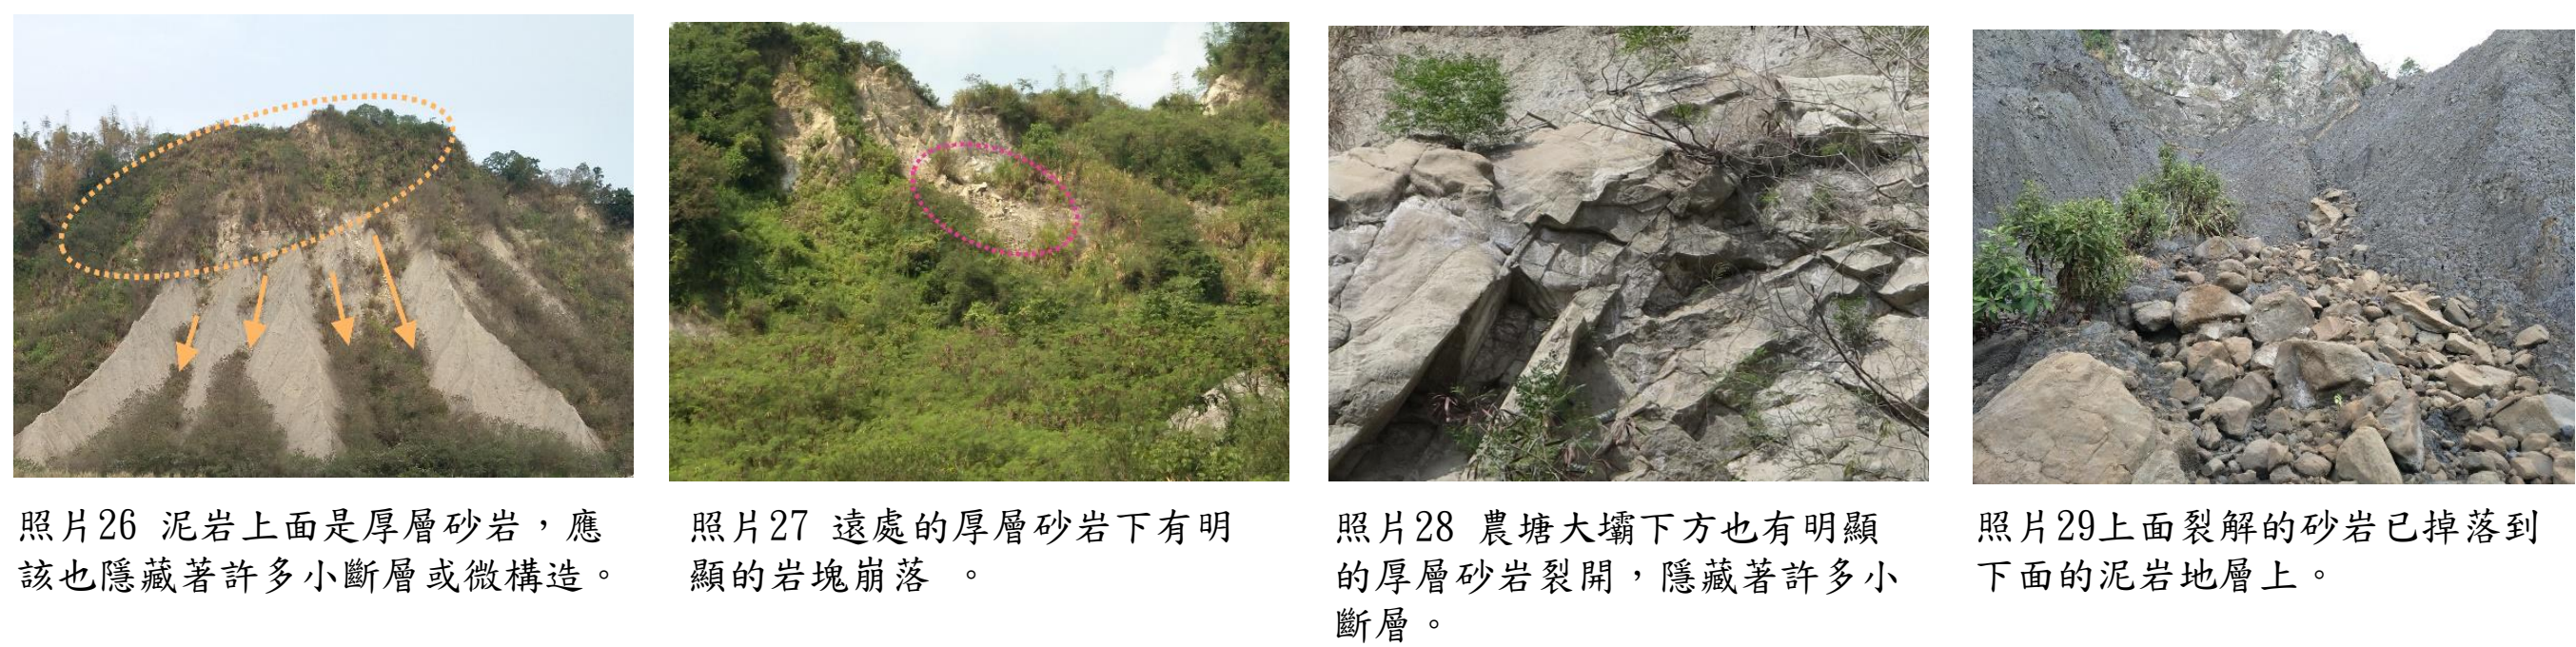 照片26 泥岩上面是厚層砂岩，應
該也隱藏著許多小斷層或微構造。
照片27 遠處的厚層砂岩下有明
顯的岩塊崩落 。
照片28 農塘大壩下方也有明顯
的厚層砂岩裂開，隱藏著許多小
斷層。
照片29上面裂解的砂岩已掉落到
下面的泥岩地層上。